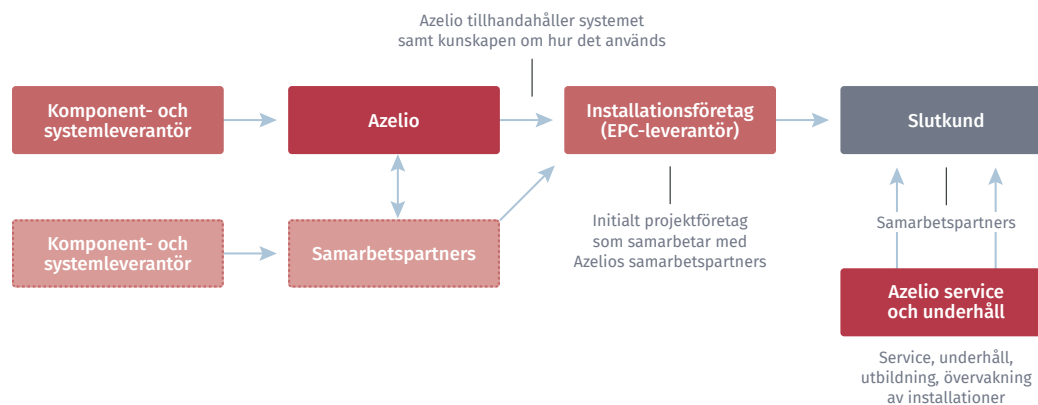 Azelio tillhandahåller systemet
samt kunskapen om hur det används
Komponent- och
systemleverantör
Azelio
Installationsföretag
(EPC-leverantör)
Slutkund
Komponent- och
systemleverantör
Samarbetspartners
Initialt projektföretag
som samarbetar med
Azelios samarbetspartners
Samarbetspartners
Azelio service
och underhåll
Service, underhåll,
utbildning, övervakning
av installationer